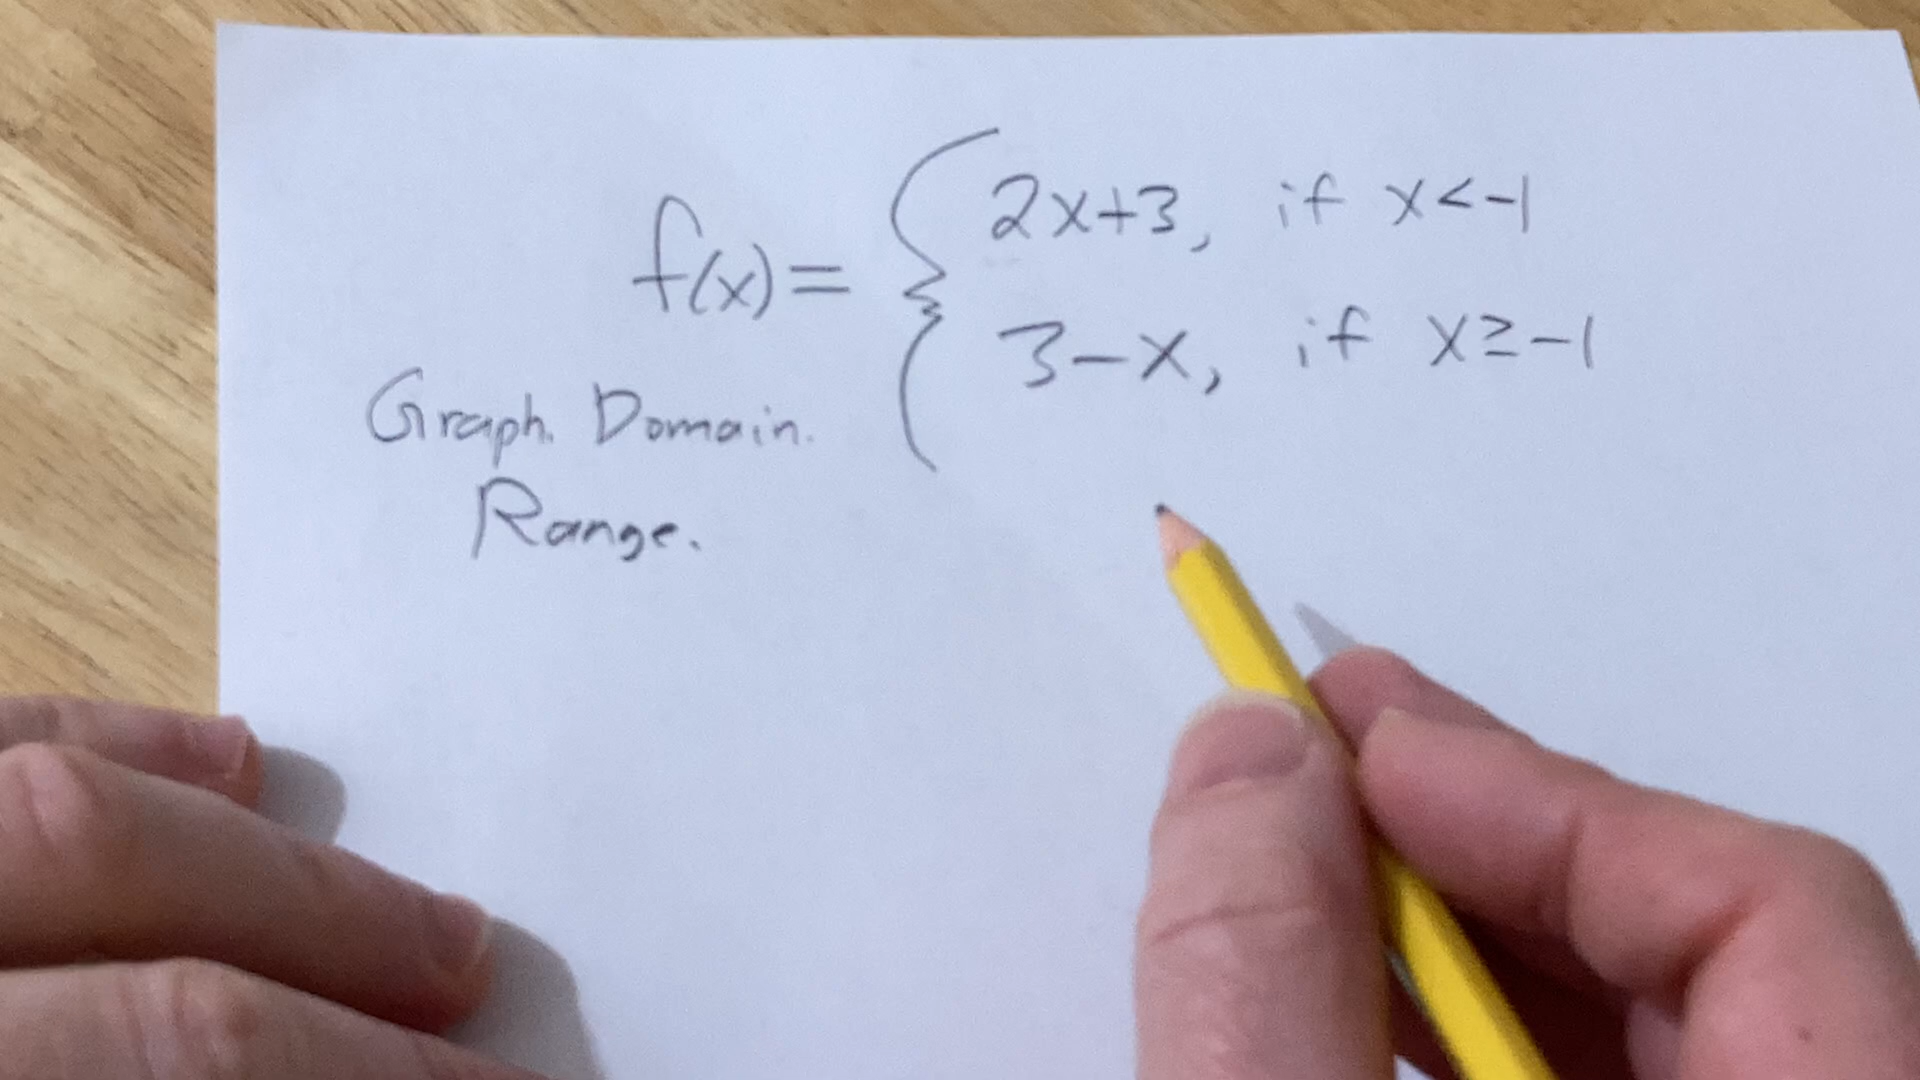 f(x) = { 2x+3, if x<-1
3-x, if x≥-1
Graph. Domain.
Range.